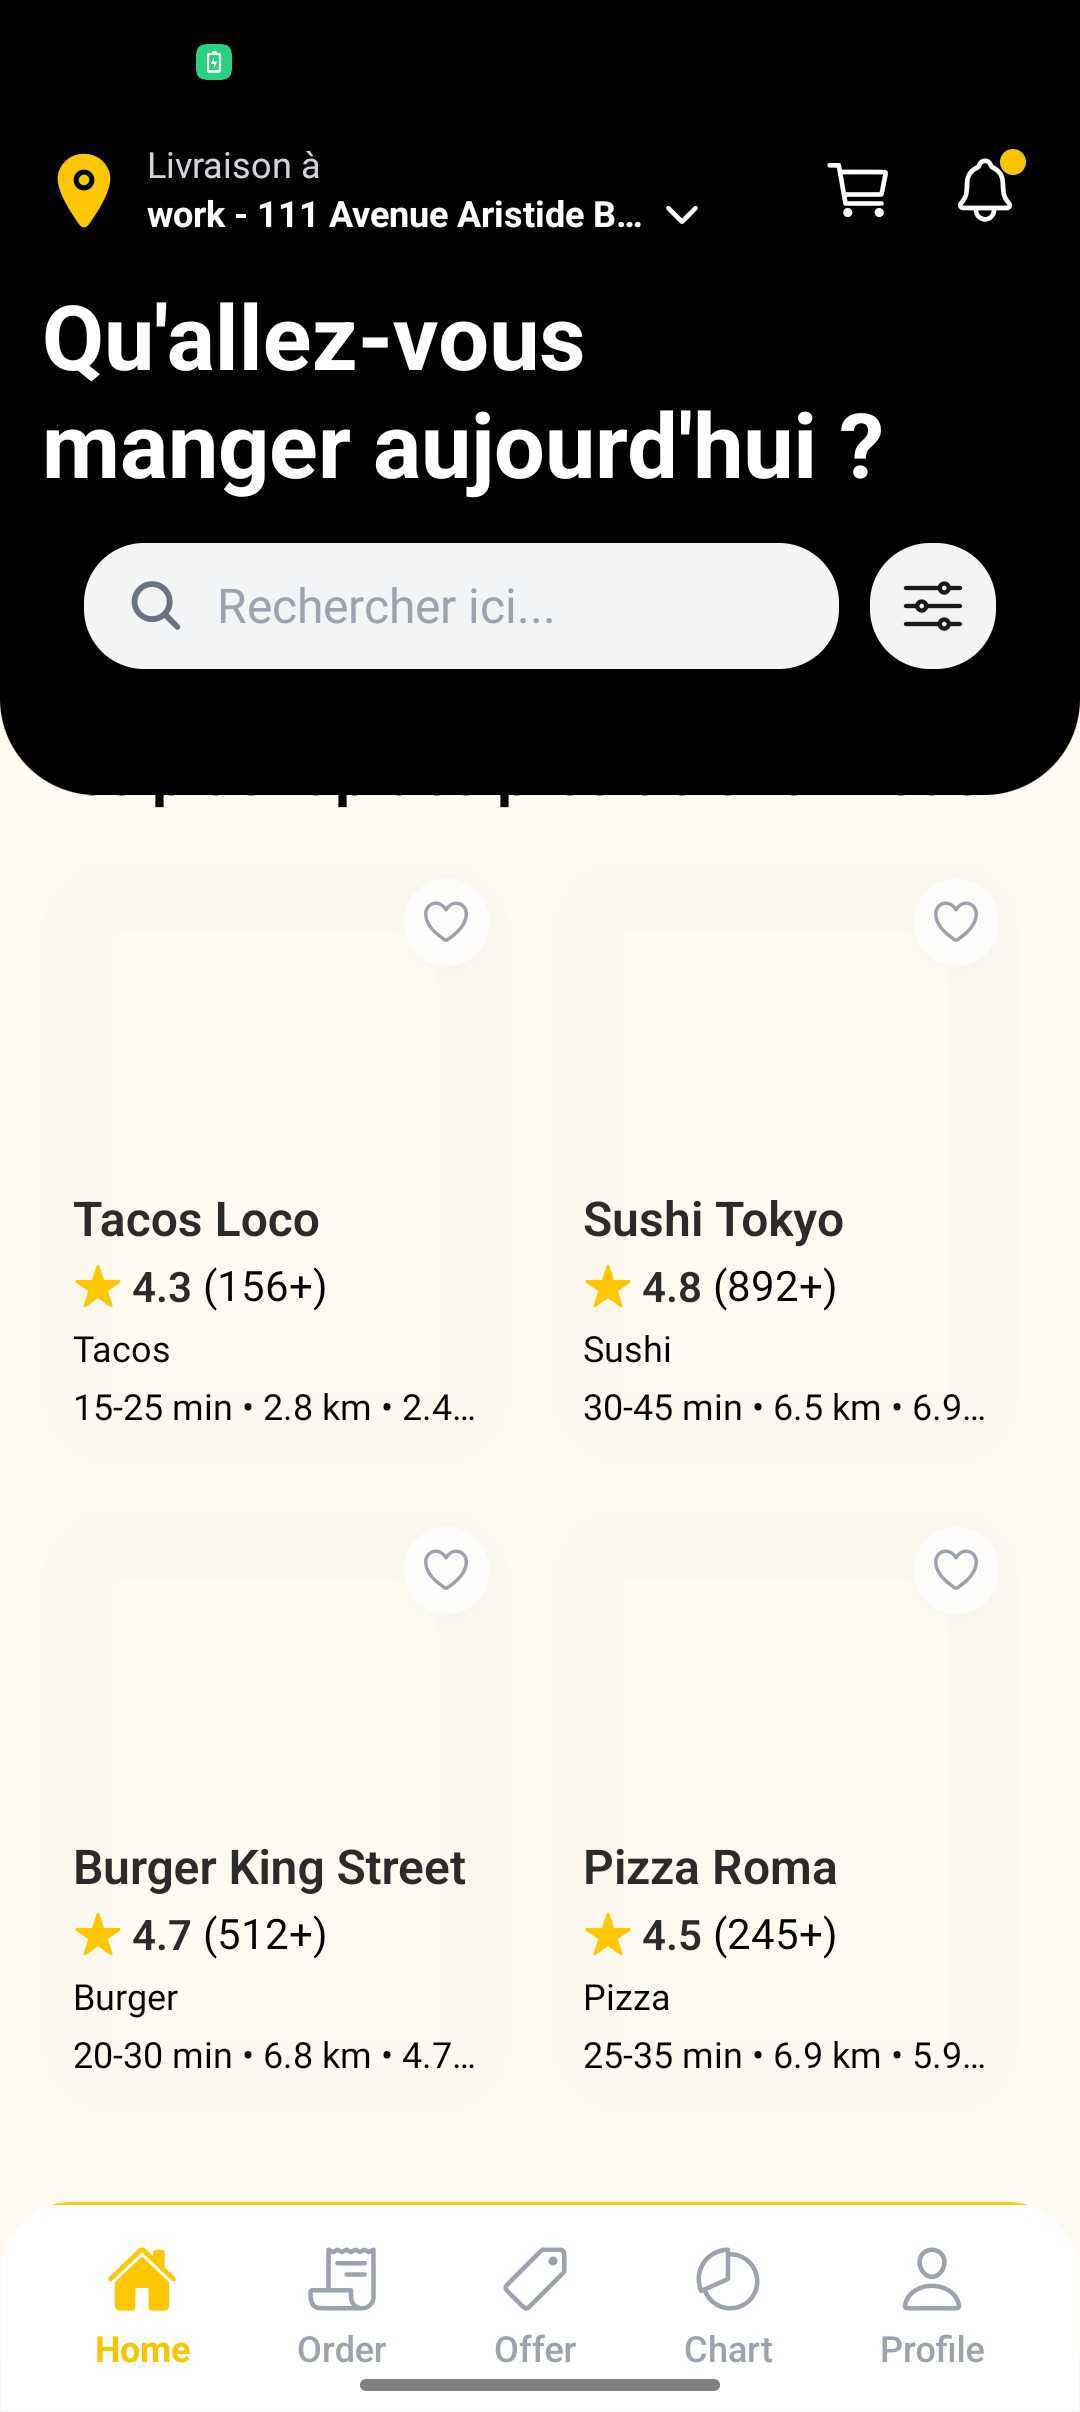 Livraison à
work - 111 Avenue Aristide B...
Qu'allez-vous
manger aujourd'hui ?
Rechercher ici...
Tacos Loco
4.3 (156+)
Tacos
15-25 min • 2.8 km • 2.4...
Sushi Tokyo
4.8 (892+)
Sushi
30-45 min • 6.5 km • 6.9...
Burger King Street
4.7 (512+)
Burger
20-30 min • 6.8 km • 4.7...
Pizza Roma
4.5 (245+)
Pizza
25-35 min • 6.9 km • 5.9...
Home
Order
Offer
Chart
Profile